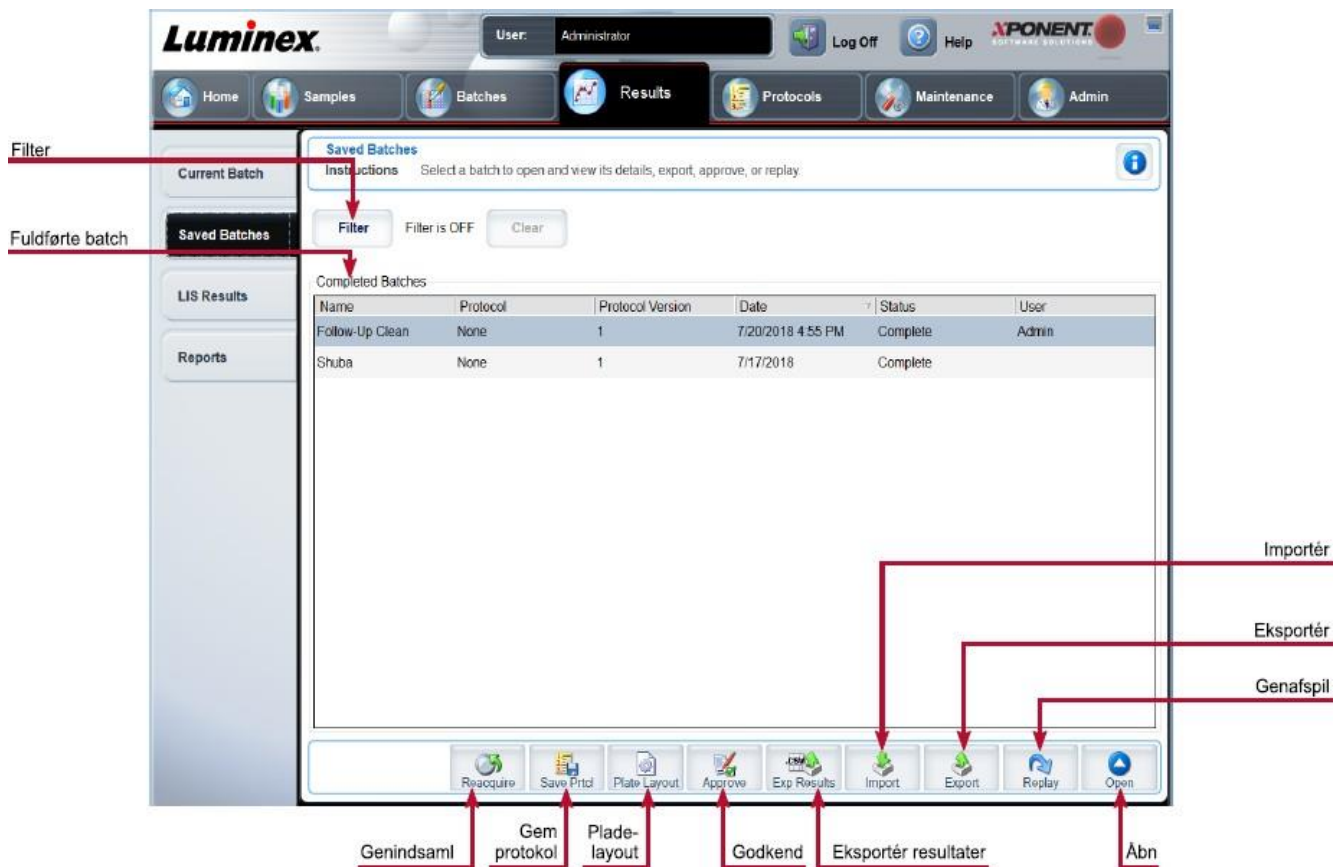 Luminex.
User: Administrator
Log Off
Help
XPONENT.
SOFTWARE SOLUTIONS
Home
Samples
Batches
Results
Protocols
Maintenance
Admin
Filter
Fuldførte batch
Current Batch
Saved Batches
LIS Results
Reports
Saved Batches
Instructions Select a batch to open and view its details, export, approve, or replay.
Filter Filter is OFF Clear
Completed Batches
Name Protocol Protocol Version Date Status User
Follow-Up Clean None 1 7/20/2018 4:55 PM Complete Admin
Shuba None 1 7/17/2018 Complete
Importér
Eksportér
Genafspil
Reacquire Save Prtcl Plate Layout Approve .CSV Exp Results Import Export Replay Open
Genindsaml
Gem
protokol
Plade-
layout
Godkend
Eksportér resultater
Åbn